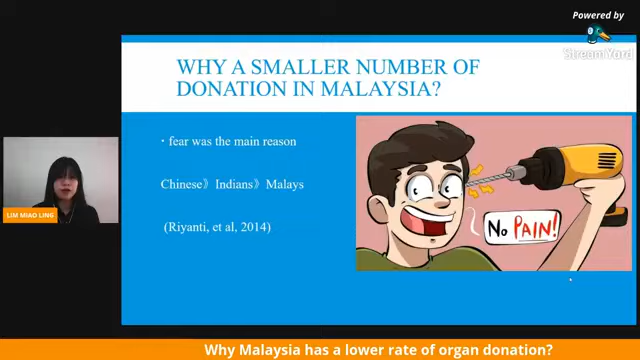 Powered by
StreamYard
WHY A SMALLER NUMBER OF
DONATION IN MALAYSIA?
• fear was the main reason
Chinese》Indians》Malays
(Riyanti, et al, 2014)
No PAIN!
LIM MIAO LING
Why Malaysia has a lower rate of organ donation?